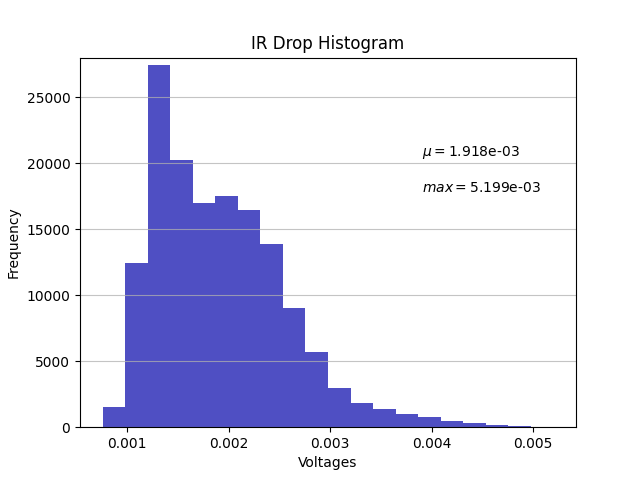 IR Drop Histogram
25000
20000
15000
10000
5000
0
Frequency
μ = 1.918e-03
max = 5.199e-03
0.001 0.002 0.003 0.004 0.005
Voltages